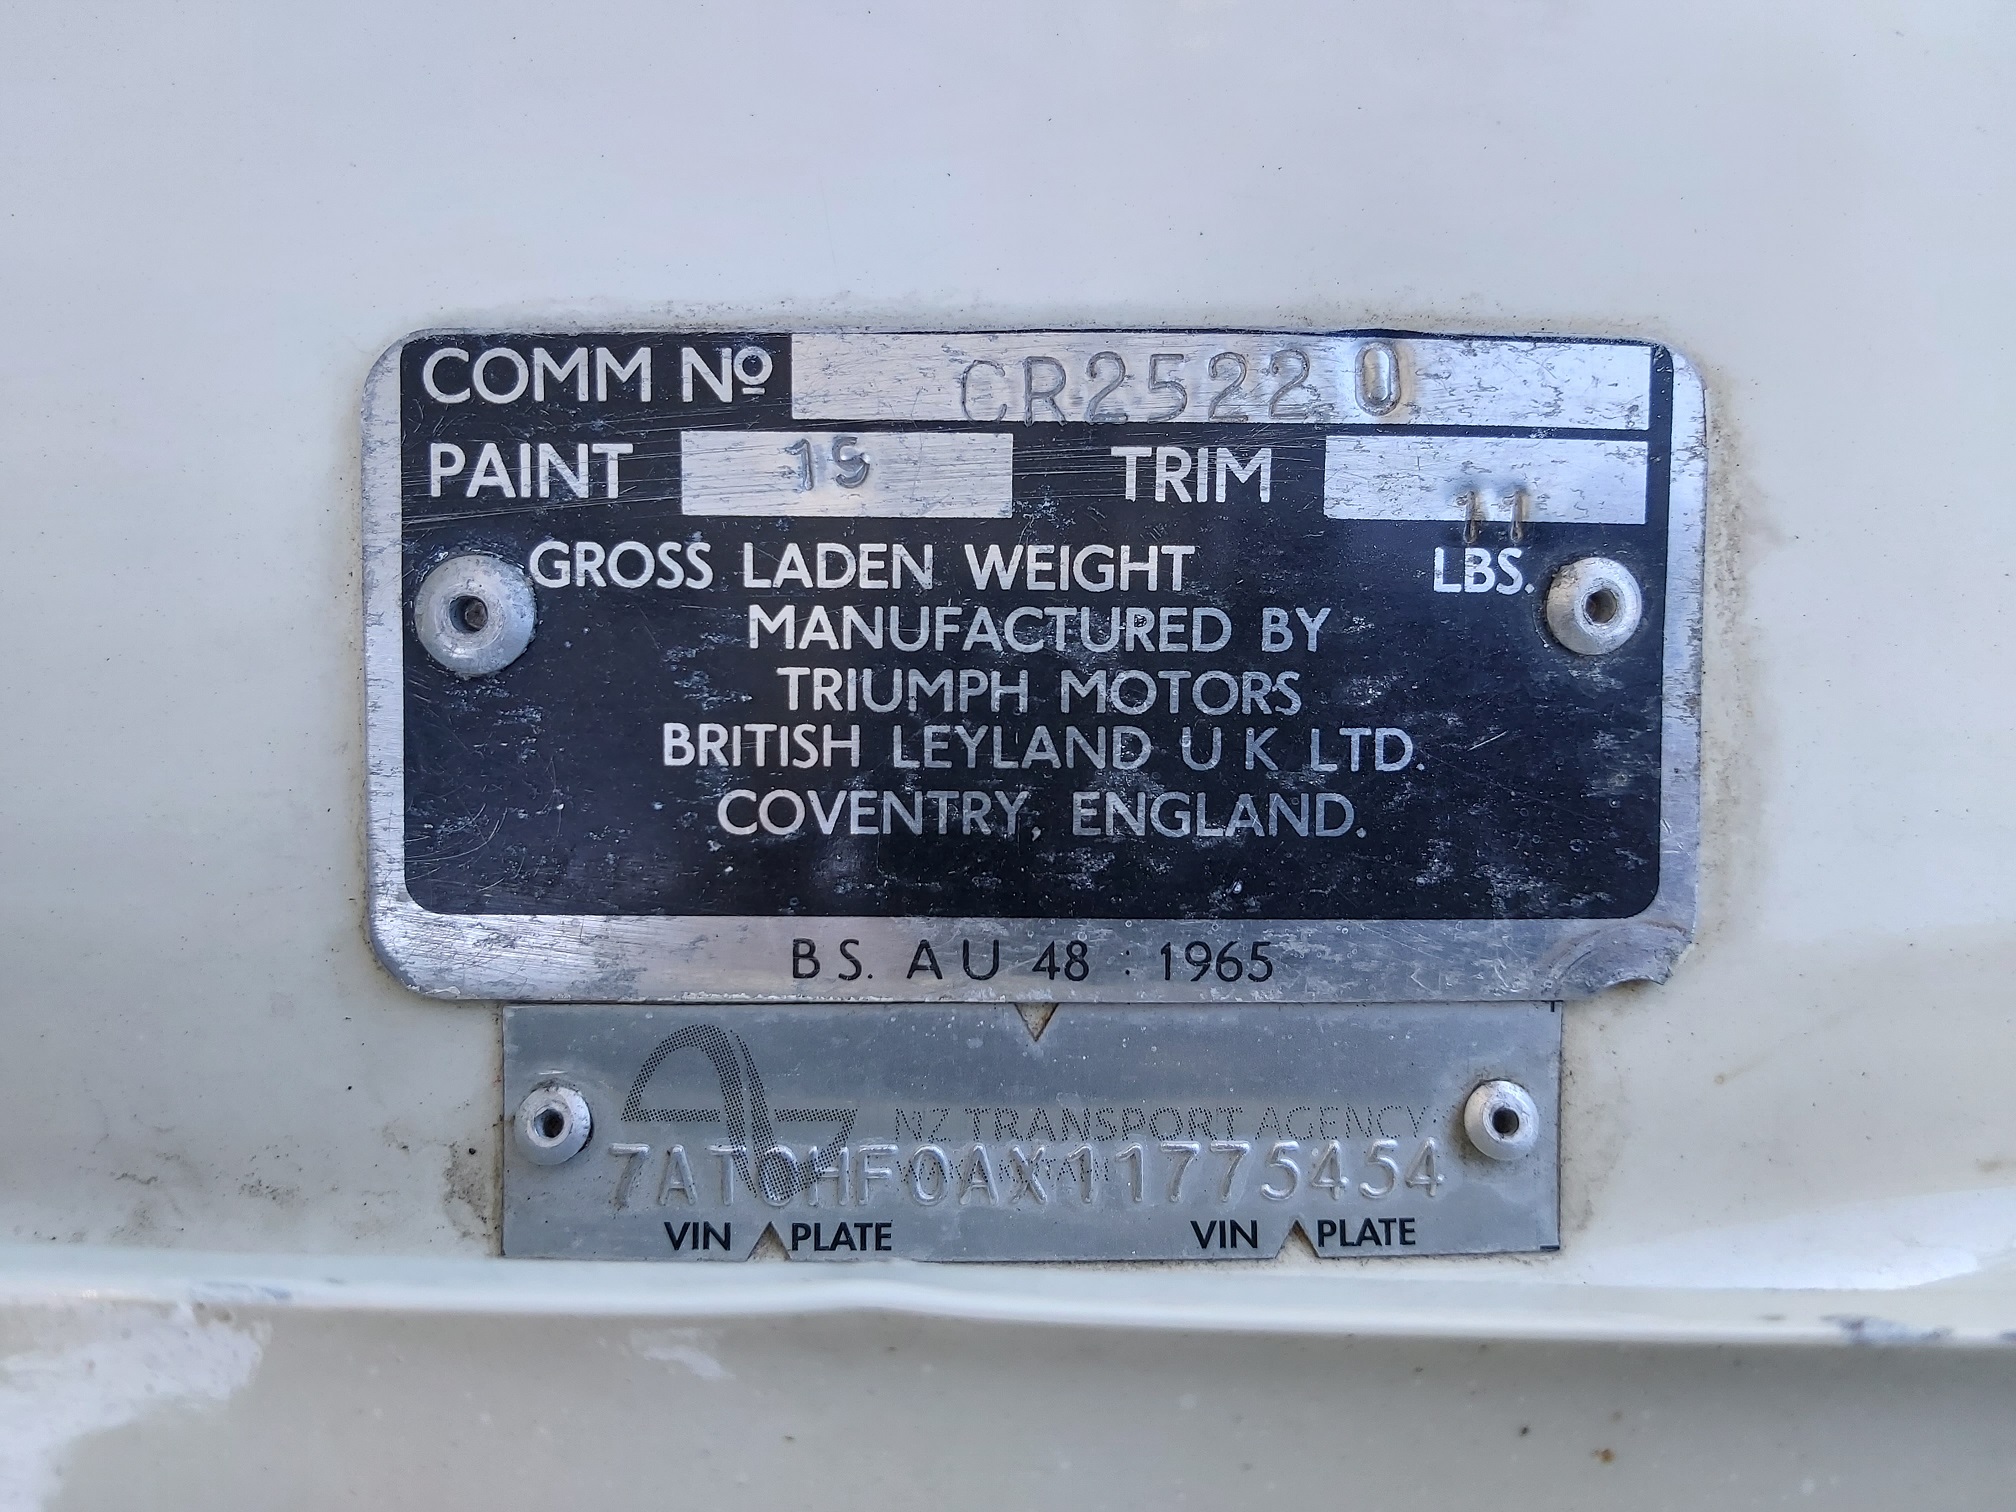 COMM Nº CR25220
PAINT 15 TRIM 11
GROSS LADEN WEIGHT LBS.
MANUFACTURED BY
TRIUMPH MOTORS
BRITISH LEYLAND U K LTD.
COVENTRY, ENGLAND.
BS. AU 48 : 1965
NZ TRANSPORT AGENCY
7AT0HF0AX11775454
VIN PLATE VIN PLATE